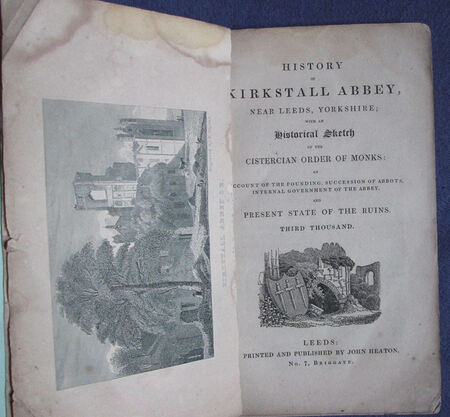 HISTORY
OF
KIRKSTALL ABBEY,
NEAR LEEDS, YORKSHIRE;
WITH AN
Historical Sketch
OF THE
CISTERCIAN ORDER OF MONKS:
AN
ACCOUNT OF THE FOUNDING, SUCCESSION OF ABBOTS,
INTERNAL GOVERNMENT OF THE ABBEY,
AND
PRESENT STATE OF THE RUINS.
THIRD THOUSAND.
LEEDS:
PRINTED AND PUBLISHED BY JOHN HEATON,
No. 7, BRIGGATE.
KIRKSTALL ABBEY